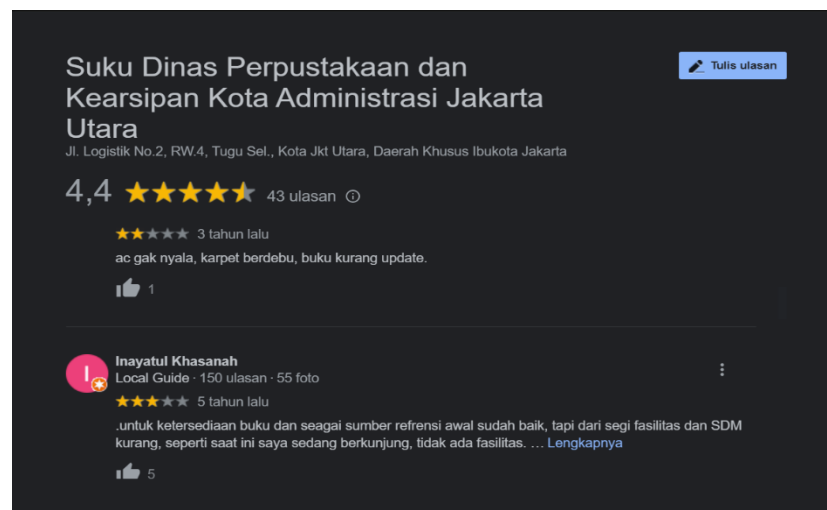 Suku Dinas Perpustakaan dan
Kearsipan Kota Administrasi Jakarta
Utara
Tulis ulasan
Jl. Logistik No.2, RW.4, Tugu Sel., Kota Jkt Utara, Daerah Khusus Ibukota Jakarta
4,4 43 ulasan
3 tahun lalu
ac gak nyala, karpet berdebu, buku kurang update.
1
I
Inayatul Khasanah
Local Guide · 150 ulasan · 55 foto
5 tahun lalu
.untuk ketersediaan buku dan seagai sumber refrensi awal sudah baik, tapi dari segi fasilitas dan SDM
kurang, seperti saat ini saya sedang berkunjung, tidak ada fasilitas. … Lengkapnya
5